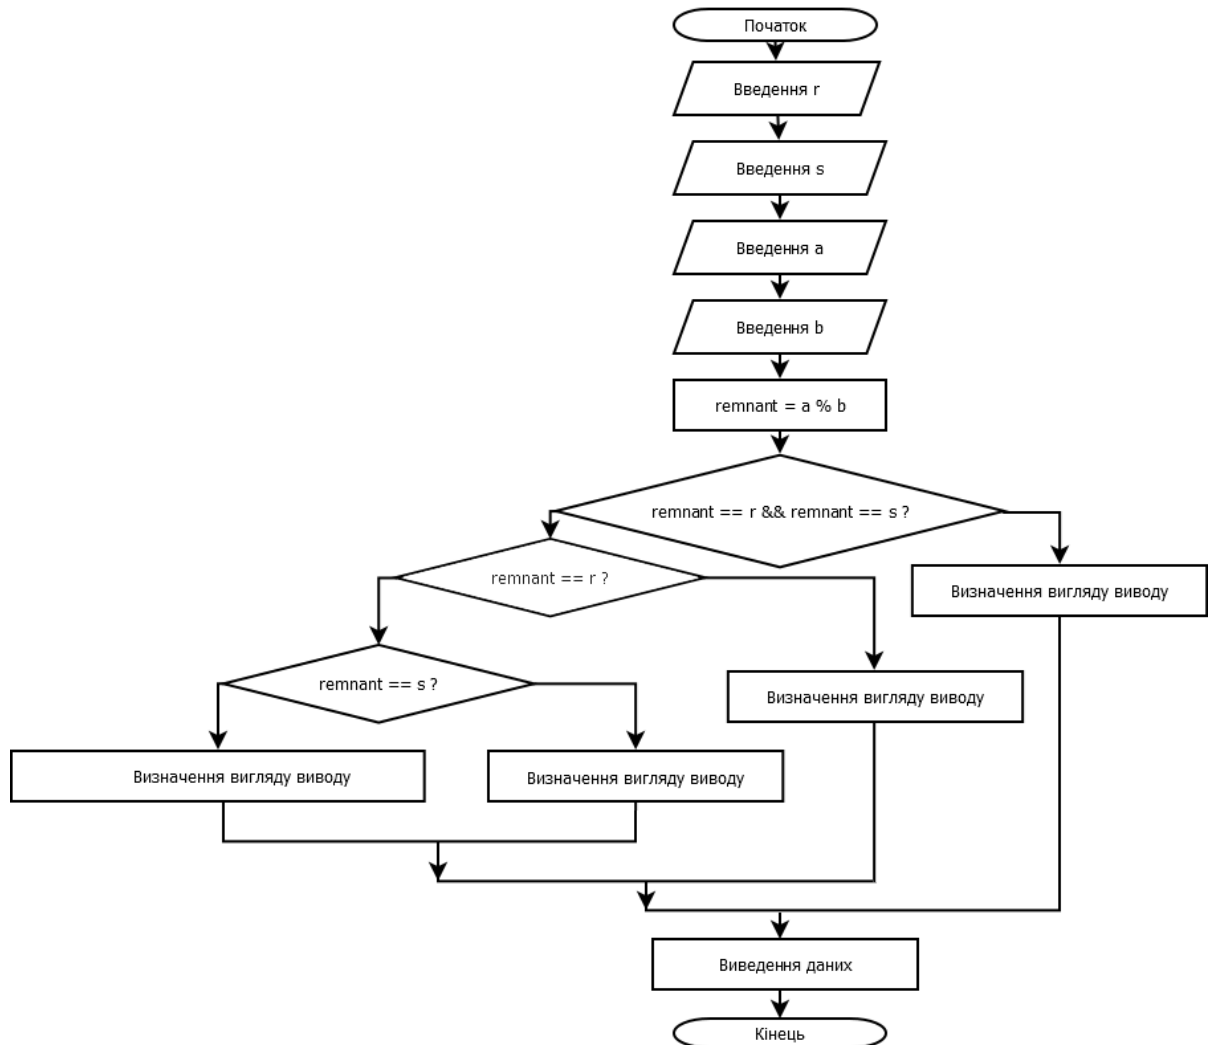 Початок
Введення r
Введення s
Введення a
Введення b
remnant = a % b
remnant == r && remnant == s ?
remnant == r ?
Визначення вигляду виводу
remnant == s ?
Визначення вигляду виводу
Визначення вигляду виводу
Визначення вигляду виводу
Виведення даних
Кінець